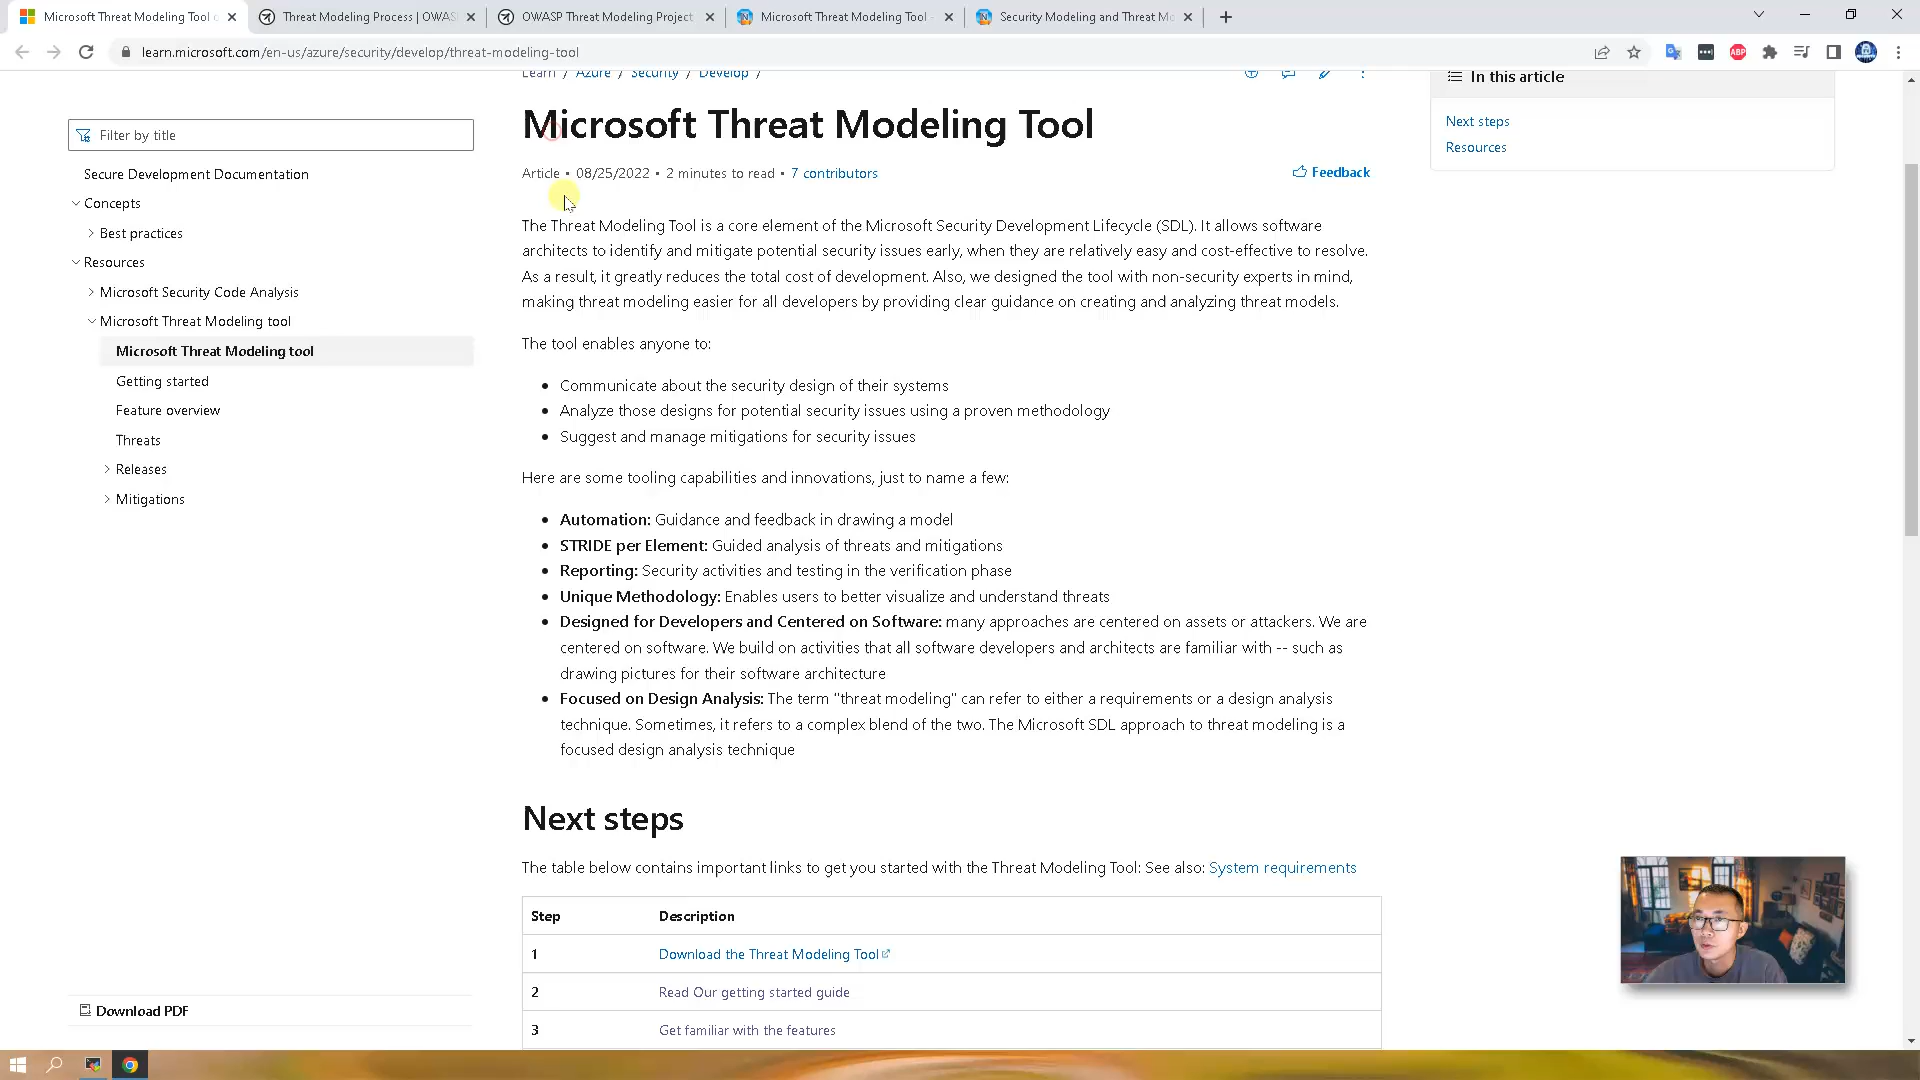 Microsoft Threat Modeling Tool
Threat Modeling Process | OWAS
OWASP Threat Modeling Project
Microsoft Threat Modeling Tool -
Security Modeling and Threat Mo
learn.microsoft.com/en-us/azure/security/develop/threat-modeling-tool
ABP
Learn / Azure / Security / Develop /
In this article
Next steps
Resources
Filter by title
Secure Development Documentation
Concepts
Best practices
Resources
Microsoft Security Code Analysis
Microsoft Threat Modeling tool
Microsoft Threat Modeling tool
Getting started
Feature overview
Threats
Releases
Mitigations
Download PDF
Microsoft Threat Modeling Tool
Article • 08/25/2022 • 2 minutes to read • 7 contributors
Feedback
The Threat Modeling Tool is a core element of the Microsoft Security Development Lifecycle (SDL). It allows software
architects to identify and mitigate potential security issues early, when they are relatively easy and cost-effective to resolve.
As a result, it greatly reduces the total cost of development. Also, we designed the tool with non-security experts in mind,
making threat modeling easier for all developers by providing clear guidance on creating and analyzing threat models.
The tool enables anyone to:
• Communicate about the security design of their systems
• Analyze those designs for potential security issues using a proven methodology
• Suggest and manage mitigations for security issues
Here are some tooling capabilities and innovations, just to name a few:
• Automation: Guidance and feedback in drawing a model
• STRIDE per Element: Guided analysis of threats and mitigations
• Reporting: Security activities and testing in the verification phase
• Unique Methodology: Enables users to better visualize and understand threats
• Designed for Developers and Centered on Software: many approaches are centered on assets or attackers. We are
centered on software. We build on activities that all software developers and architects are familiar with -- such as
drawing pictures for their software architecture
• Focused on Design Analysis: The term "threat modeling" can refer to either a requirements or a design analysis
technique. Sometimes, it refers to a complex blend of the two. The Microsoft SDL approach to threat modeling is a
focused design analysis technique
Next steps
The table below contains important links to get you started with the Threat Modeling Tool: See also: System requirements
Step Description
1 Download the Threat Modeling Tool
2 Read Our getting started guide
3 Get familiar with the features